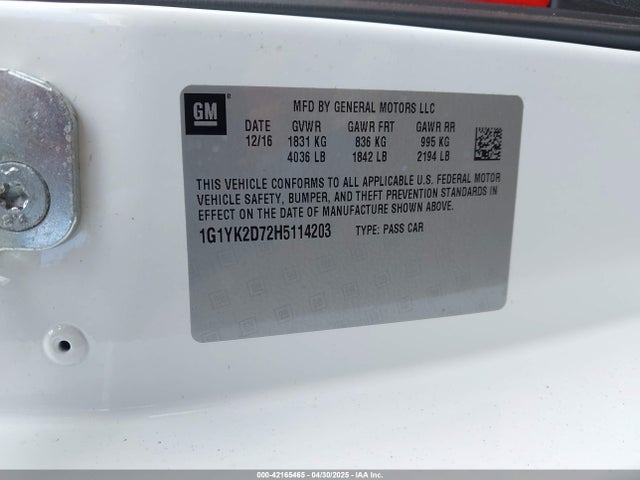 GM ® MFD BY GENERAL MOTORS LLC
DATE GVWR GAWR FRT GAWR RR
12/16 1831 KG 836 KG 995 KG
4036 LB 1842 LB 2194 LB
THIS VEHICLE CONFORMS TO ALL APPLICABLE U.S. FEDERAL MOTOR
VEHICLE SAFETY, BUMPER, AND THEFT PREVENTION STANDARDS IN
EFFECT ON THE DATE OF MANUFACTURE SHOWN ABOVE.
1G1YK2D72H5114203 TYPE: PASS CAR
000-42165465 - 04/30/2025 - IAA Inc.